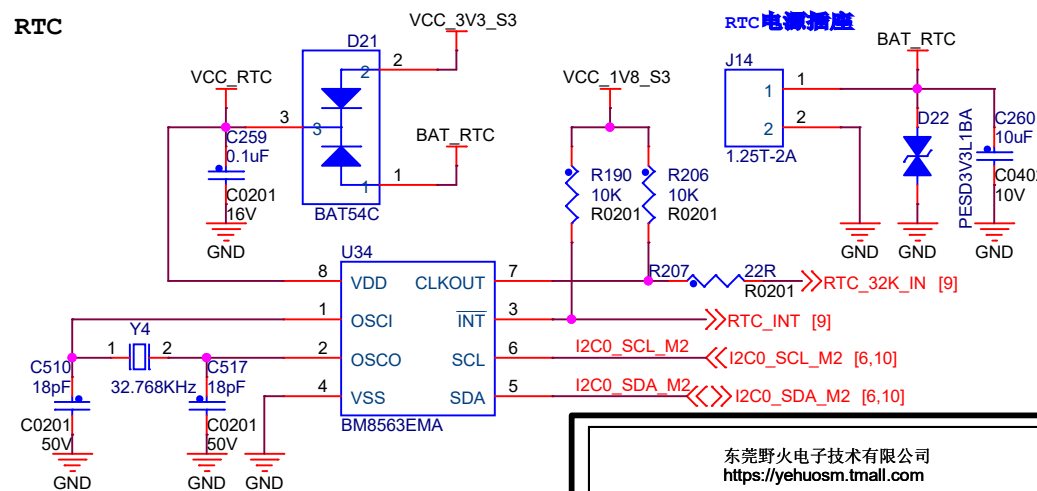 RTC
VCC_3V3_S3
D21
2
2
VCC_RTC
3
3
C259
0.1uF
C0201
16V
GND
BAT_RTC
1
1
BAT54C
VCC_1V8_S3
R190
10K
R0201
R206
10K
R0201
RTC电源插座
BAT_RTC
J14
1
1
2
2
1.25T-2A
D22
PESD3V3L1BA
C260
10uF
C0402
10V
GND
GND
GND
U34
8
VDD
CLKOUT
7
R207
22R
R0201
RTC_32K_IN [9]
1
OSCI
INT
3
RTC_INT [9]
Y4
1
2
32.768KHz
2
OSCO
SCL
6
I2C0_SCL_M2
I2C0_SCL_M2 [6,10]
C510
18pF
C0201
50V
GND
C517
18pF
C0201
50V
GND
4
VSS
SDA
5
I2C0_SDA_M2
I2C0_SDA_M2 [6,10]
GND
BM8563EMA
东莞野火电子技术有限公司
https://yehuosm.tmall.com